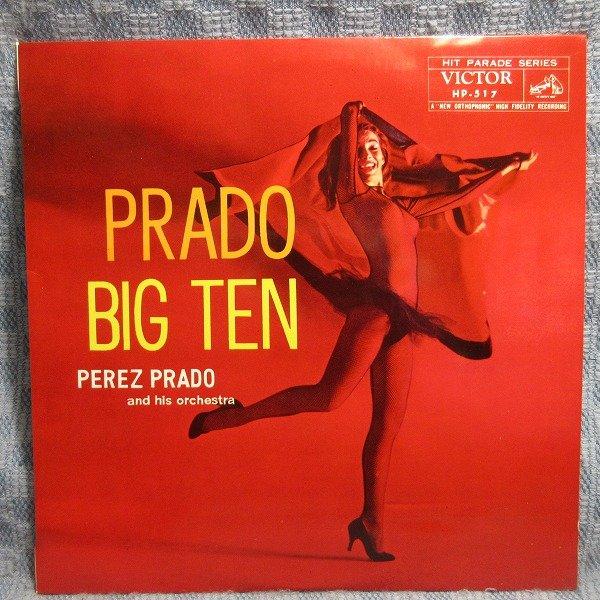 HIT PARADE SERIES
VICTOR
HP-517
A "NEW ORTHOPHONIC" HIGH FIDELITY RECORDING
PRADO
BIG TEN
PEREZ PRADO
and his orchestra